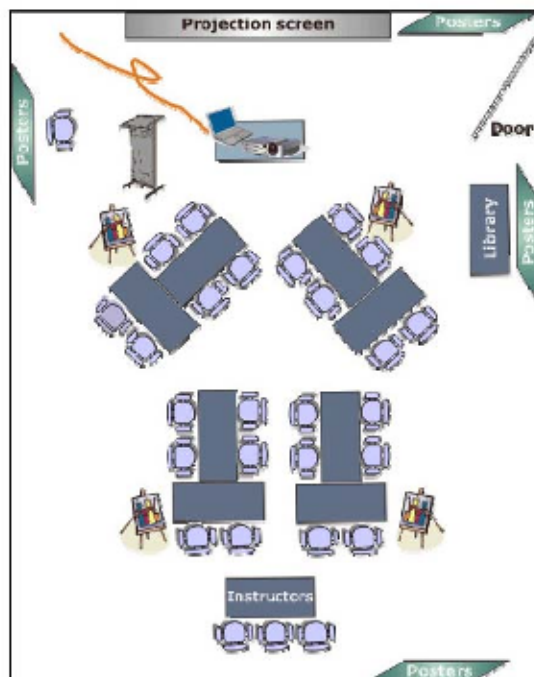 Projection screen
Posters
Posters
Door
Library
Posters
Instructors
Posters